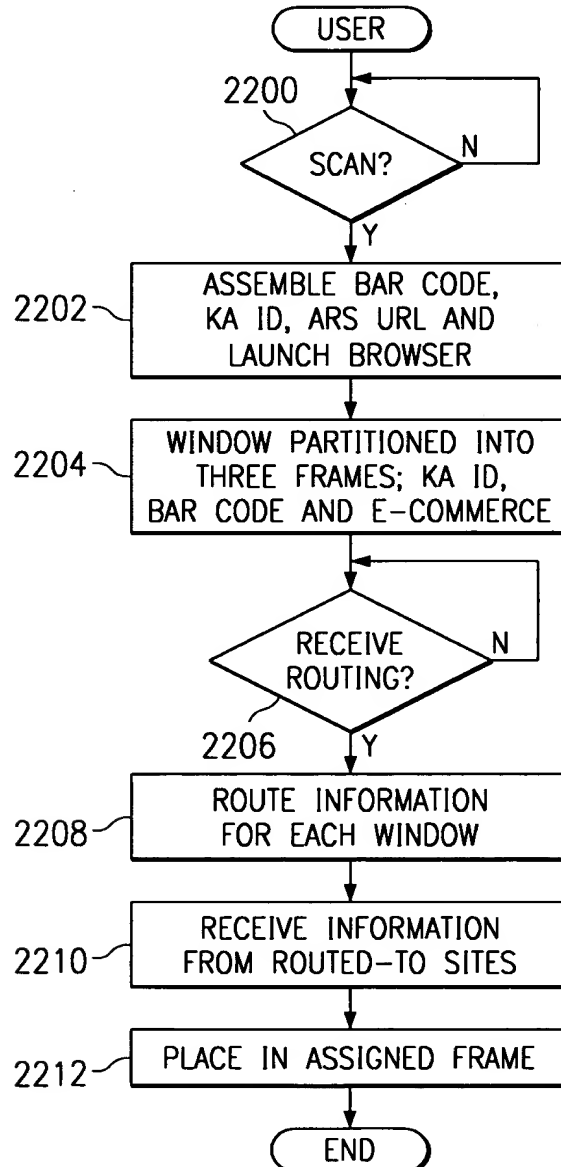 USER
2200
SCAN?
N
Y
2202
ASSEMBLE BAR CODE,
KA ID, ARS URL AND
LAUNCH BROWSER
2204
WINDOW PARTITIONED INTO
THREE FRAMES; KA ID,
BAR CODE AND E-COMMERCE
RECEIVE
ROUTING?
N
2206
Y
2208
ROUTE INFORMATION
FOR EACH WINDOW
2210
RECEIVE INFORMATION
FROM ROUTED-TO SITES
2212
PLACE IN ASSIGNED FRAME
END